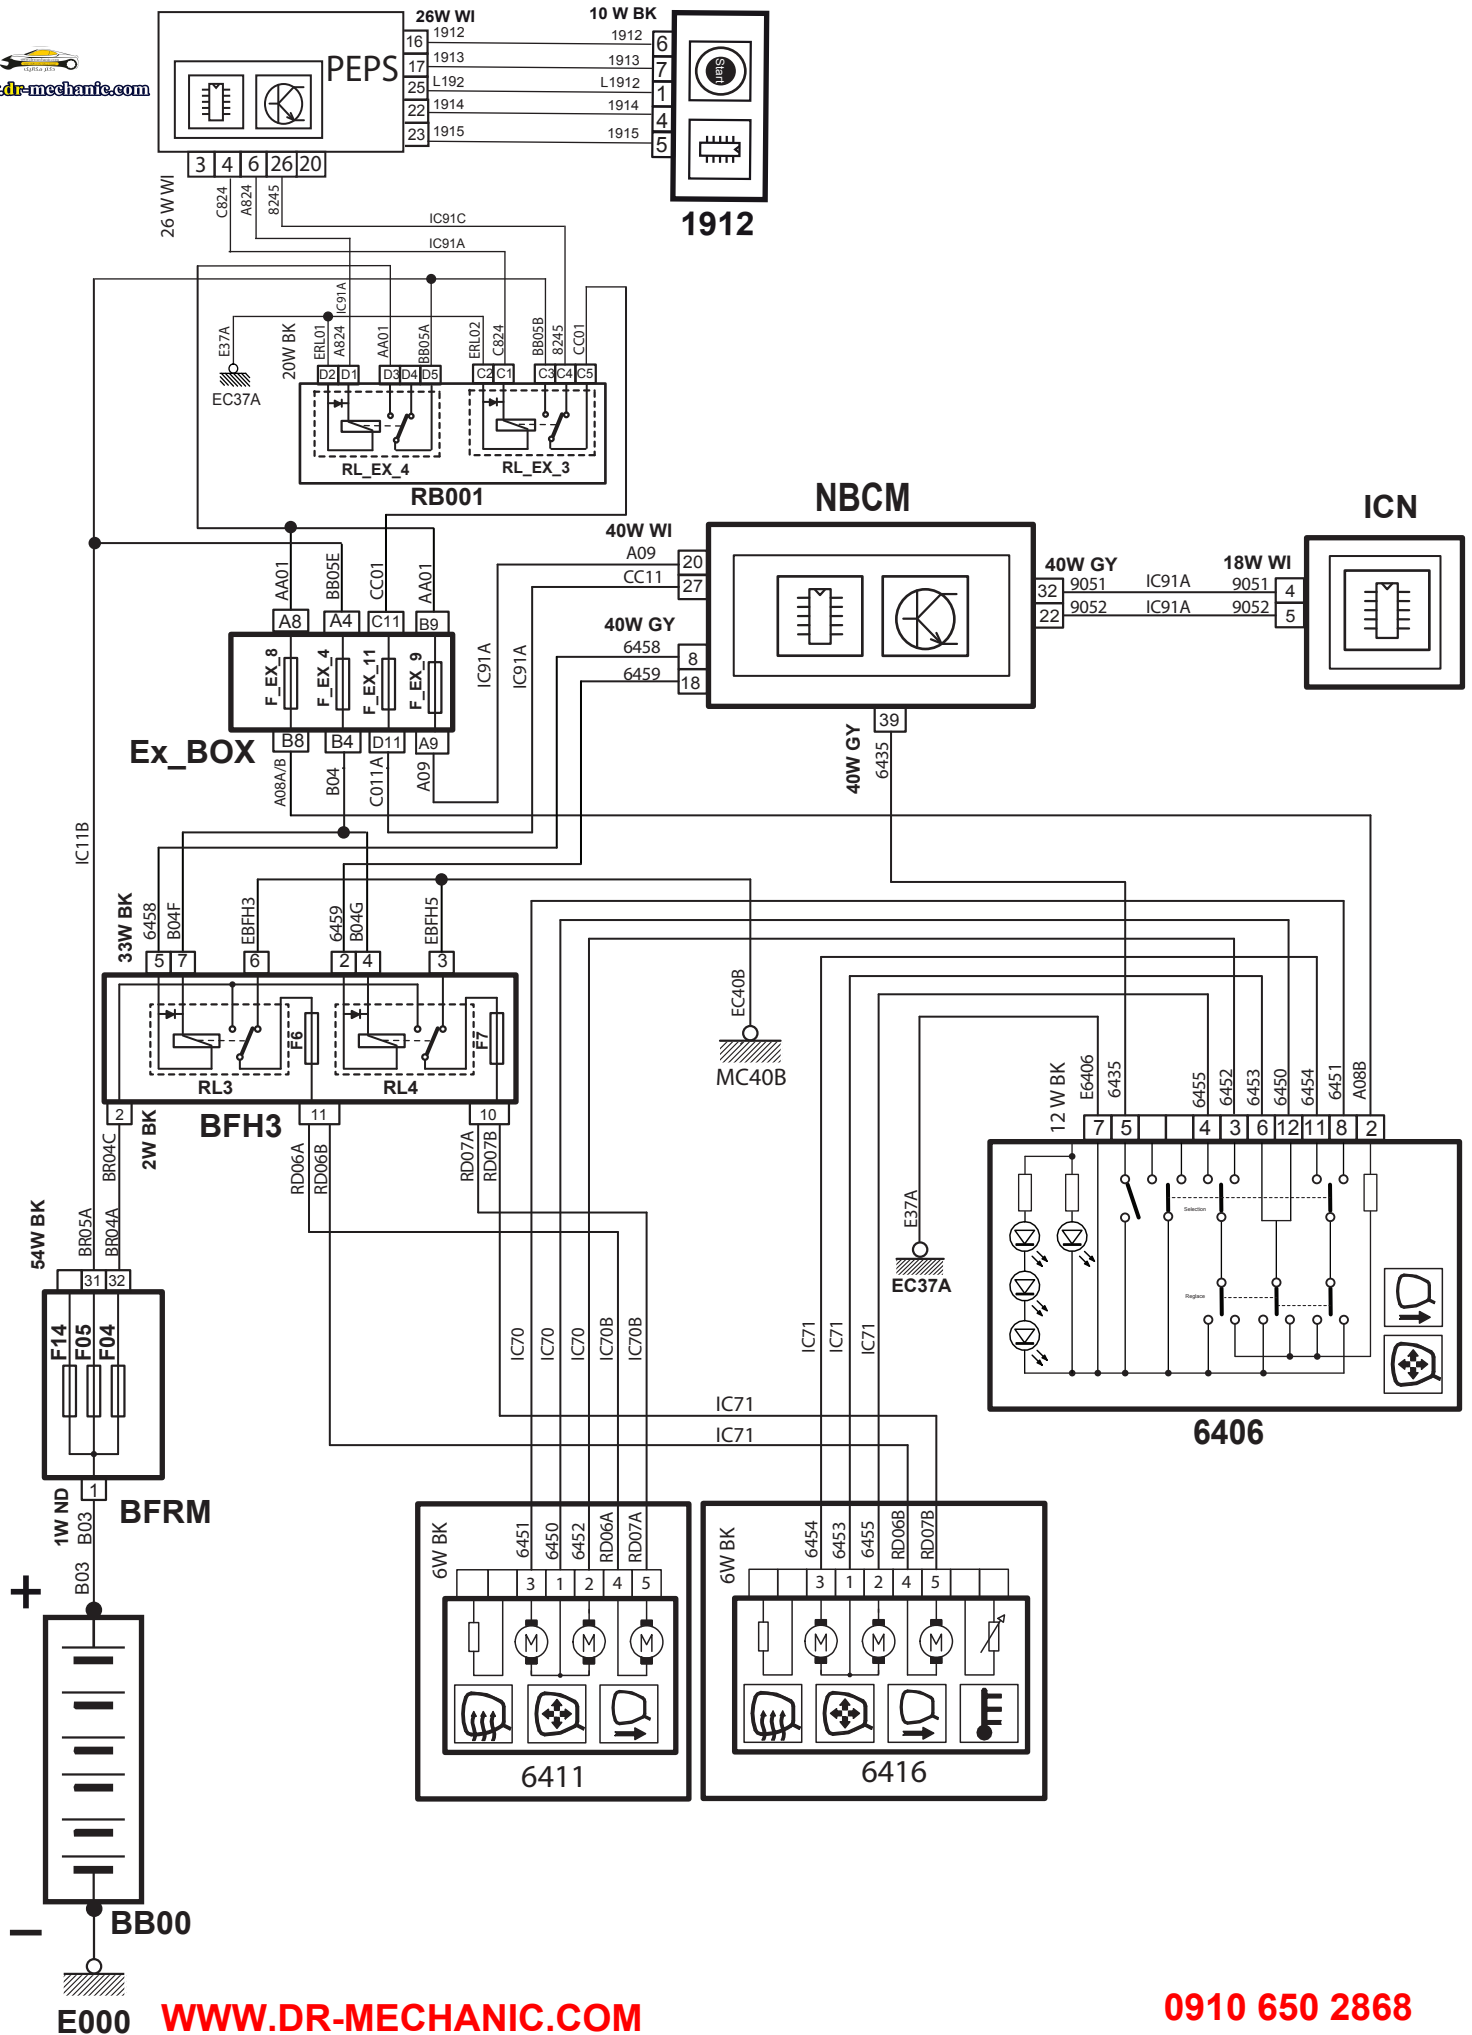 26W WI
10 W BK
PEPS
16 1912 1912 6
17 1913 1913 7
25 L192 L1912 1
22 1914 1914 4
23 1915 1915 5
Start
1912
.dr-mechanic.com
3 4 6 26 20
26 W WI
C824 A824 8245
IC91C
IC91A
IC91A
E37A
EC37A
20W BK
ERL01 A824 AA01 BB05A ERL02 C824 BB05B 8245 CC01
D2 D1 D3 D4 D5 C2 C1 C3 C4 C5
RL_EX_4 RL_EX_3
RB001
NBCM
ICN
40W WI
A09 20
CC11 27
40W GY
6458 8
6459 18
40W GY
32 9051 IC91A 9051 4
22 9052 IC91A 9052 5
18W WI
39
40W GY
6435
AA01 BB05E CC01 AA01
A8 A4 C11 B9
F_EX_8 F_EX_4 F_EX_11 F_EX_9
B8 B4 D11 A9
Ex_BOX
A08A/B B04 C011A A09
IC91A IC91A
IC11B
33W BK
6458 B04F EBFH3 6459 B04G EBFH5
5 7 6 2 4 3
RL3 F6 RL4 F7
BFH3
2 11 10
2W BK
BR04C
RD06A RD06B RD07A RD07B
EC40B
MC40B
12 W BK
E6406 6435 6455 6452 6453 6450 6454 6451 A08B
7 5 4 3 6 12 11 8 2
Selection
Reglace
6406
E37A
EC37A
54W BK
BR05A BR04A
31 32
F14 F05 F04
1
BFRM
1W ND
B03
B03
+
BB00
–
E000
IC70 IC70 IC70 IC70B IC70B
IC71 IC71 IC71
IC71
IC71
6W BK
6451 6450 6452 RD06A RD07A
3 1 2 4 5
M M M
6411
6W BK
6454 6453 6455 RD06B RD07B
3 1 2 4 5
M M M
6416
WWW.DR-MECHANIC.COM
0910 650 2868